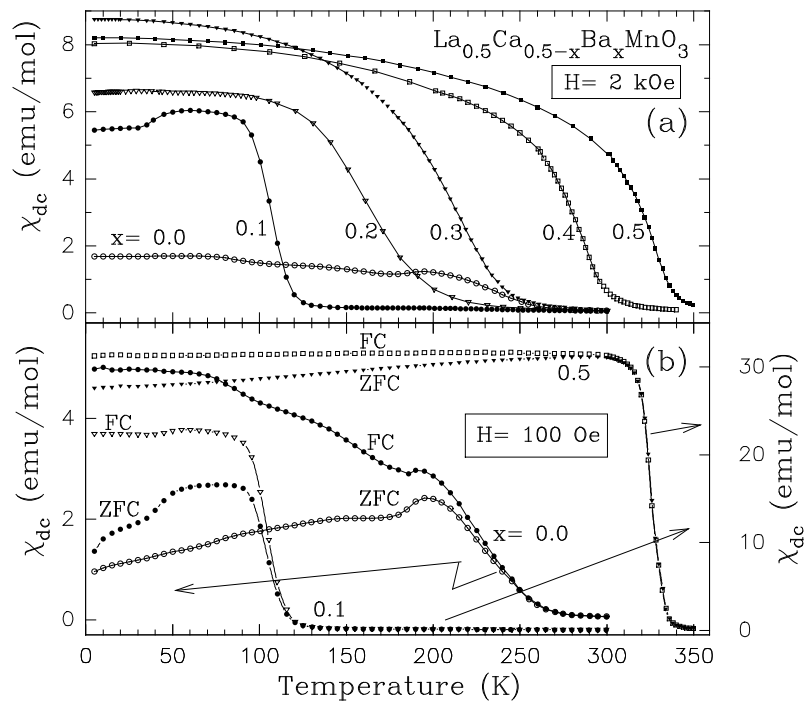 La0.5Ca0.5-xBaxMnO3
H= 2 kOe
(a)
χdc (emu/mol)
8
6
4
2
0
x= 0.0
0.1
0.2
0.3
0.4
0.5
FC
ZFC
0.5
(b)
FC
FC
H= 100 Oe
ZFC
ZFC
x= 0.0
0.1
χdc (emu/mol)
4
2
0
30
20
10
0
χdc (emu/mol)
0 50 100 150 200 250 300 350
Temperature (K)